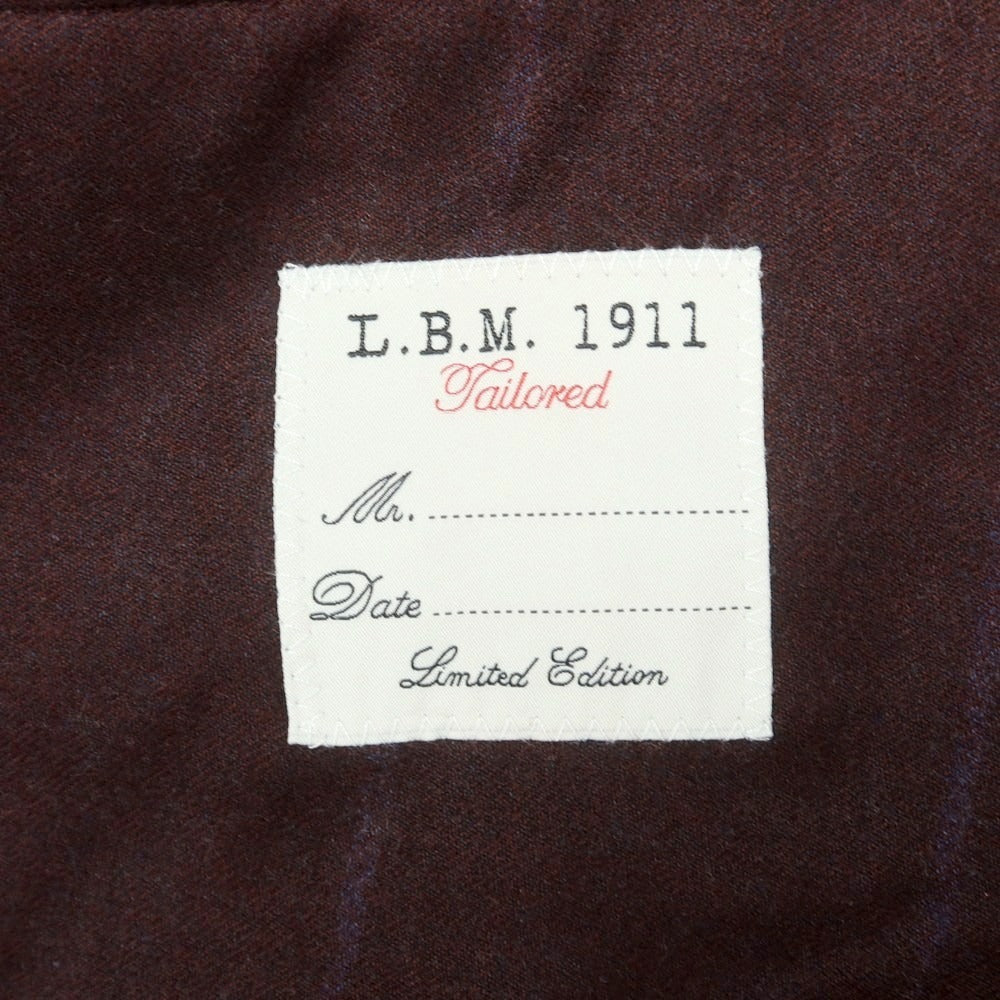 L.B.M. 1911
Tailored
Mr. ........................................
Date ........................................
Limited Edition